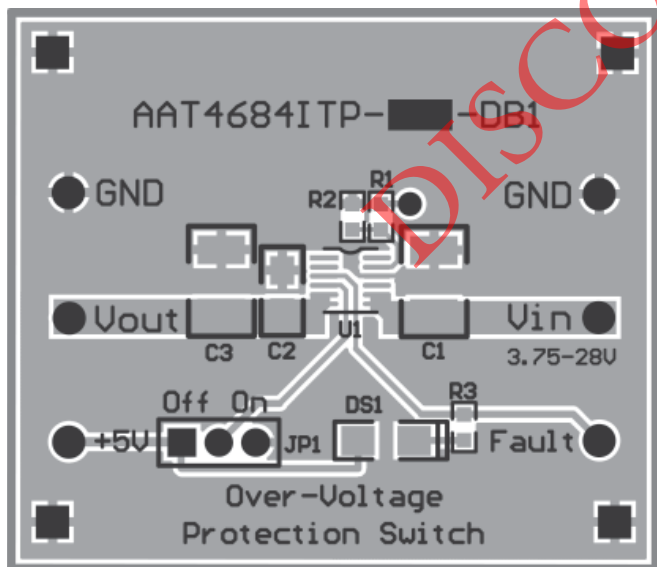 AAT4684ITP- -DB1
R1
R2
GND
GND
DISCO
Vout
Vin
U1
C3
C2
C1
3.75-28V
R3
Off On
DS1
+5V
JP1
Fault
Over-Voltage
Protection Switch